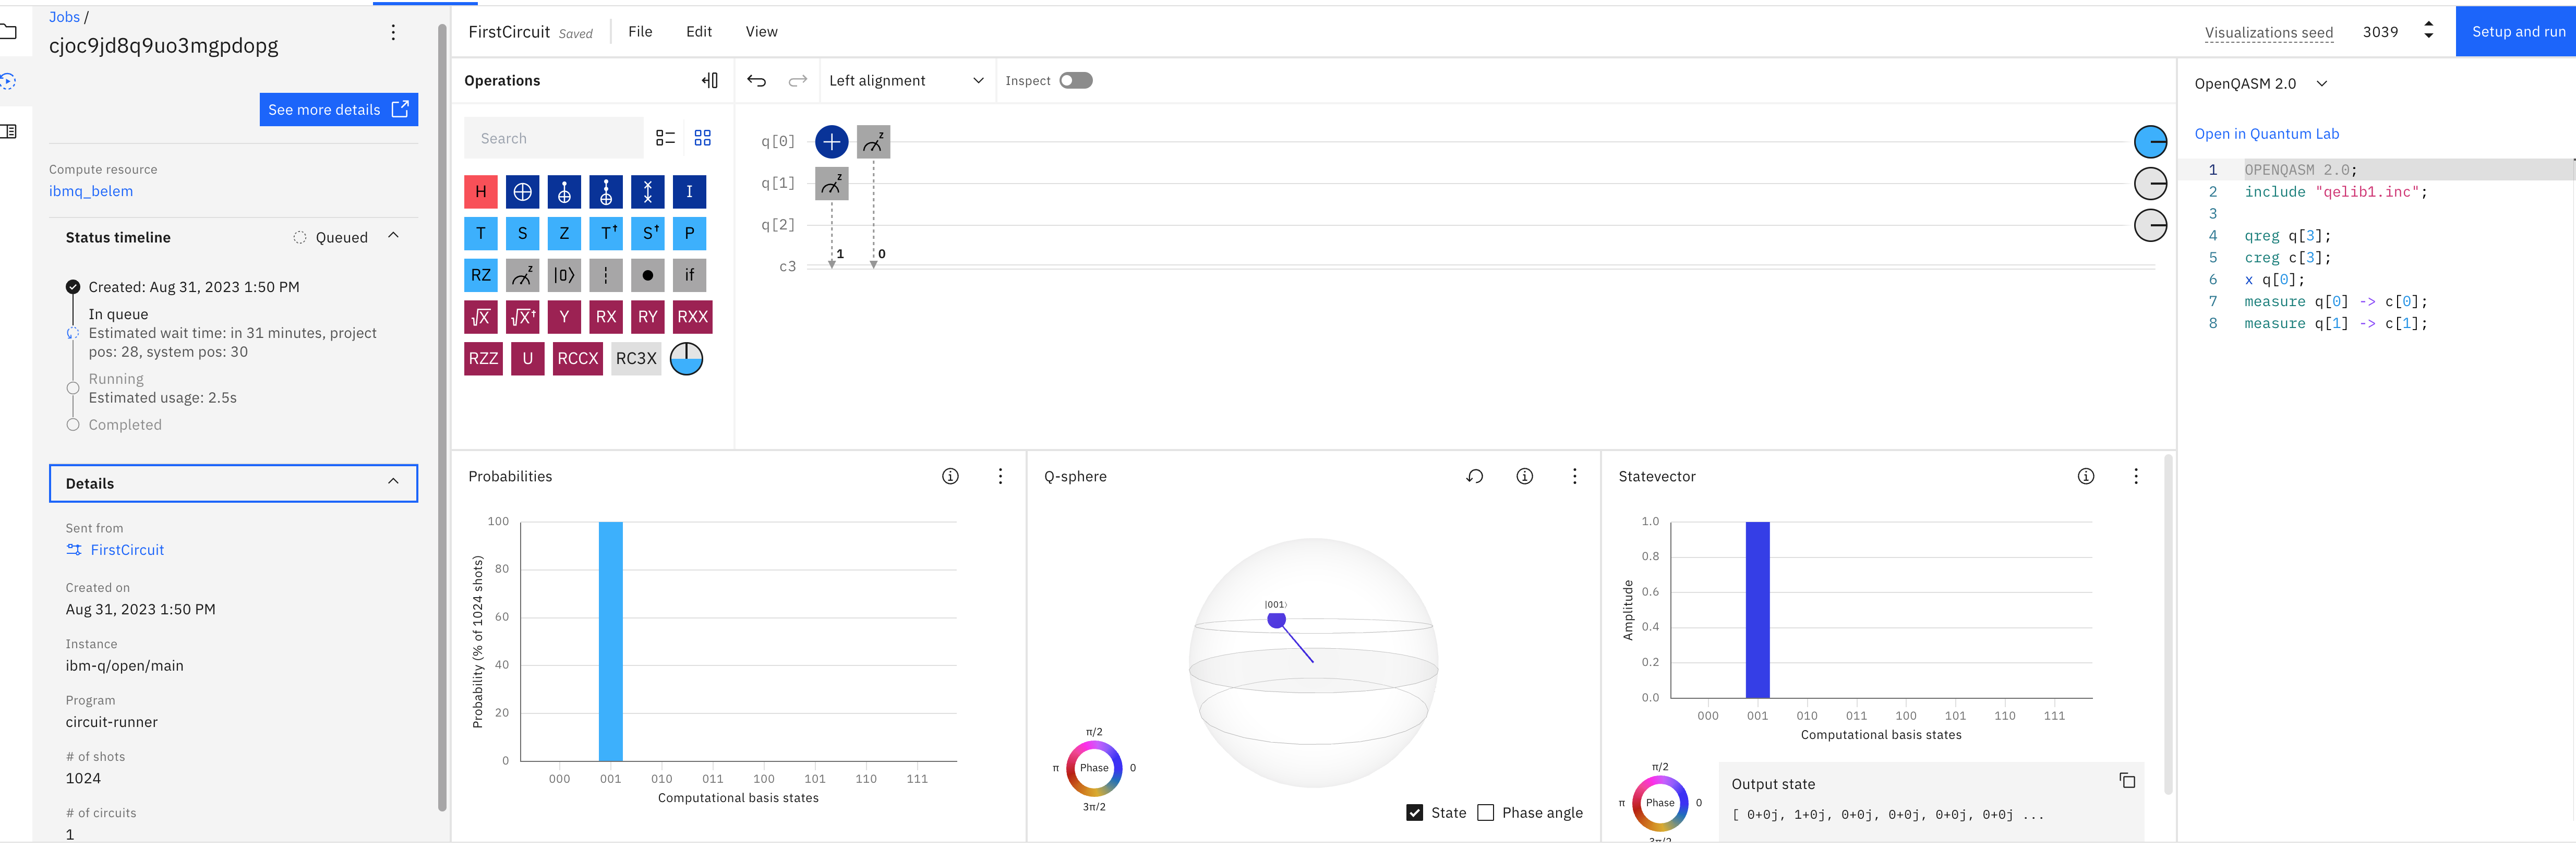 Jobs /
cjoc9jd8q9uo3mgpdopg
See more details
Compute resource
ibmq_belem
Status timeline
Queued
Created: Aug 31, 2023 1:50 PM
In queue
Estimated wait time: in 31 minutes, project
pos: 28, system pos: 30
Running
Estimated usage: 2.5s
Completed
Details
Sent from
FirstCircuit
Created on
Aug 31, 2023 1:50 PM
Instance
ibm-q/open/main
Program
circuit-runner
# of shots
1024
# of circuits
1
FirstCircuit Saved File Edit View
Visualizations seed 3039 Setup and run
Operations
Left alignment
Inspect
Search
H I
T S Z T† S† P
RZ z |0⟩ if
√X √X† Y RX RY RXX
RZZ U RCCX RC3X
q[0] + z
q[1] z
q[2]
c3 1 0
OpenQASM 2.0
Open in Quantum Lab
1 OPENQASM 2.0;
2 include "qelib1.inc";
3
4 qreg q[3];
5 creg c[3];
6 x q[0];
7 measure q[0] -> c[0];
8 measure q[1] -> c[1];
Probabilities
Probability (% of 1024 shots)
100
80
60
40
20
0
000 001 010 011 100 101 110 111
Computational basis states
Q-sphere
|001⟩
π/2
π Phase 0
3π/2
State Phase angle
Statevector
Amplitude
1.0
0.8
0.6
0.4
0.2
0.0
000 001 010 011 100 101 110 111
Computational basis states
π/2
π Phase 0
3π/2
Output state
[ 0+0j, 1+0j, 0+0j, 0+0j, 0+0j, 0+0j ...